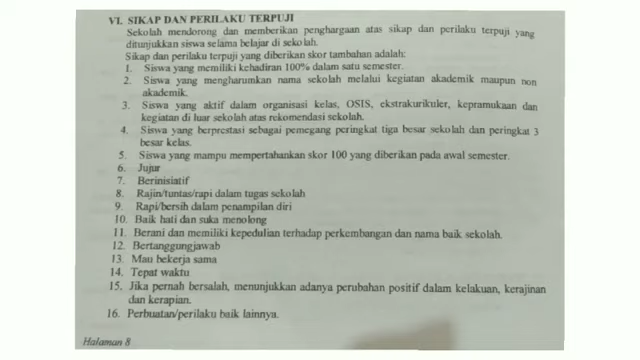 VI. SIKAP DAN PERILAKU TERPUJI
Sekolah mendorong dan memberikan penghargaan atas sikap dan perilaku terpuji yang
ditunjukkan siswa selama belajar di sekolah.
Sikap dan perilaku terpuji yang diberikan skor tambahan adalah:
1. Siswa yang memiliki kehadiran 100% dalam satu semester.
2. Siswa yang mengharumkan nama sekolah melalui kegiatan akademik maupun non
akademik.
3. Siswa yang aktif dalam organisasi kelas, OSIS, ekstrakurikuler, kepramukaan dan
kegiatan di luar sekolah atas rekomendasi sekolah.
4. Siswa yang berprestasi sebagai pemegang peringkat tiga besar sekolah dan peringkat 3
besar kelas.
5. Siswa yang mampu mempertahankan skor 100 yang diberikan pada awal semester.
6. Jujur
7. Berinisiatif
8. Rajin/tuntas/rapi dalam tugas sekolah
9. Rapi/bersih dalam penampilan diri
10. Baik hati dan suka menolong
11. Berani dan memiliki kepedulian terhadap perkembangan dan nama baik sekolah.
12. Bertanggungjawab
13. Mau bekerja sama
14. Tepat waktu
15. Jika pernah bersalah, menunjukkan adanya perubahan positif dalam kelakuan, kerajinan
dan kerapian.
16. Perbuatan/perilaku baik lainnya.
Halaman 8